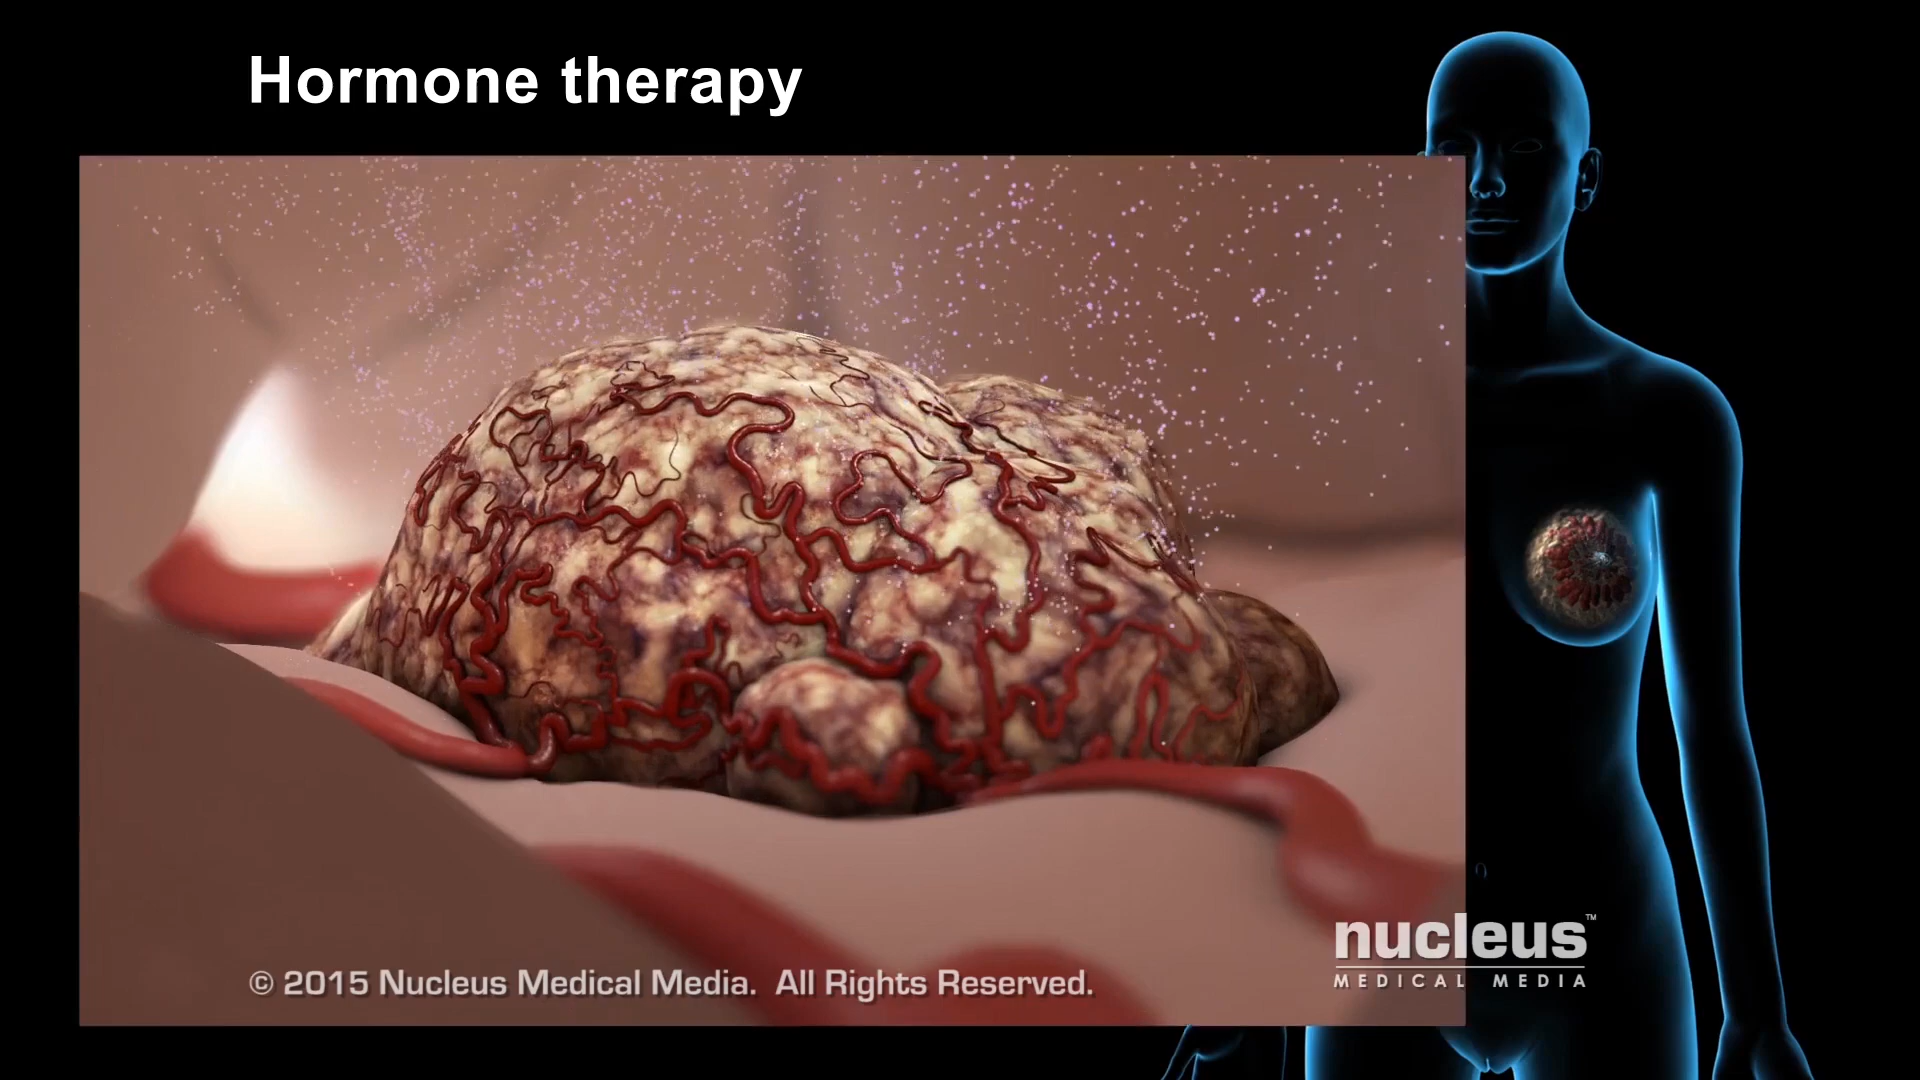 Hormone therapy
nucleus™
MEDICAL MEDIA
© 2015 Nucleus Medical Media. All Rights Reserved.